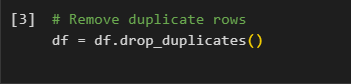 [3] # Remove duplicate rows
df = df.drop_duplicates()